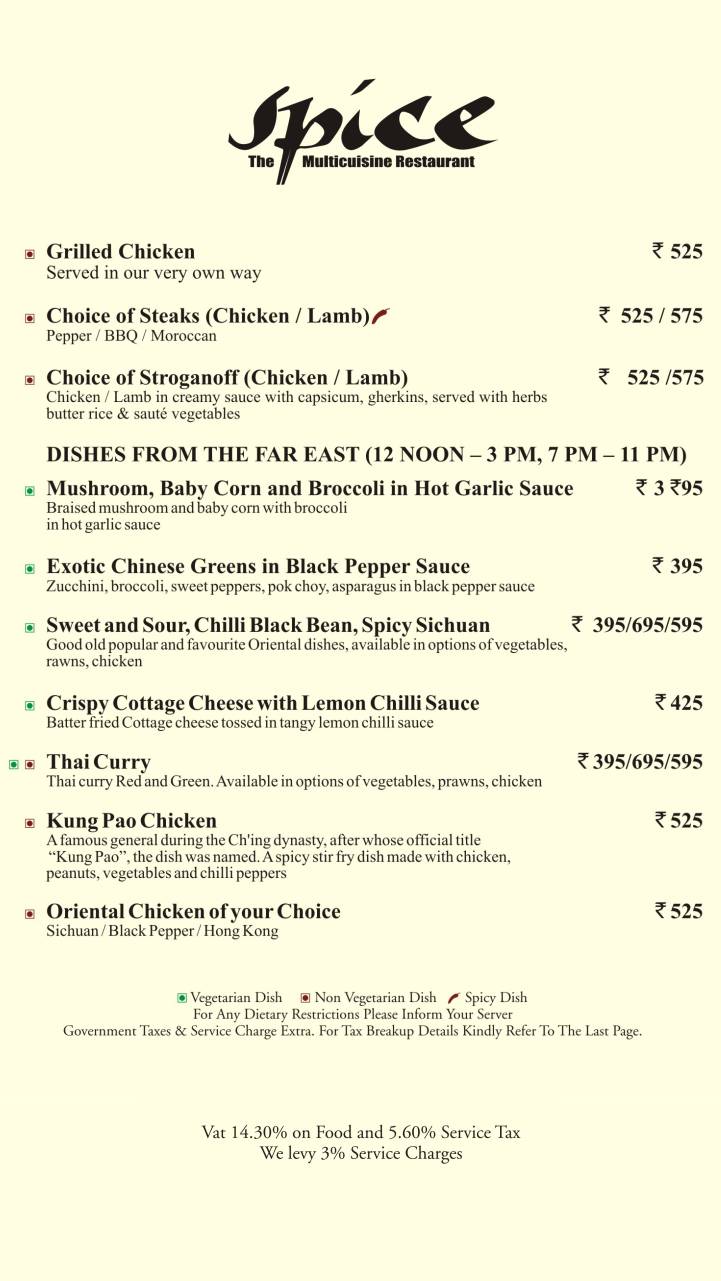 spice
The Multicuisine Restaurant
Grilled Chicken ₹ 525
Served in our very own way
Choice of Steaks (Chicken / Lamb) ₹ 525 / 575
Pepper / BBQ / Moroccan
Choice of Stroganoff (Chicken / Lamb) ₹ 525 /575
Chicken / Lamb in creamy sauce with capsicum, gherkins, served with herbs
butter rice & sauté vegetables
DISHES FROM THE FAR EAST (12 NOON – 3 PM, 7 PM – 11 PM)
Mushroom, Baby Corn and Broccoli in Hot Garlic Sauce ₹ 3 ₹95
Braised mushroom and baby corn with broccoli
in hot garlic sauce
Exotic Chinese Greens in Black Pepper Sauce ₹ 395
Zucchini, broccoli, sweet peppers, pok choy, asparagus in black pepper sauce
Sweet and Sour, Chilli Black Bean, Spicy Sichuan ₹ 395/695/595
Good old popular and favourite Oriental dishes, available in options of vegetables,
rawns, chicken
Crispy Cottage Cheese with Lemon Chilli Sauce ₹ 425
Batter fried Cottage cheese tossed in tangy lemon chilli sauce
Thai Curry ₹ 395/695/595
Thai curry Red and Green. Available in options of vegetables, prawns, chicken
Kung Pao Chicken ₹ 525
A famous general during the Ch'ing dynasty, after whose official title
“Kung Pao”, the dish was named. A spicy stir fry dish made with chicken,
peanuts, vegetables and chilli peppers
Oriental Chicken of your Choice ₹ 525
Sichuan / Black Pepper / Hong Kong
Vegetarian Dish Non Vegetarian Dish Spicy Dish
For Any Dietary Restrictions Please Inform Your Server
Government Taxes & Service Charge Extra. For Tax Breakup Details Kindly Refer To The Last Page.
Vat 14.30% on Food and 5.60% Service Tax
We levy 3% Service Charges